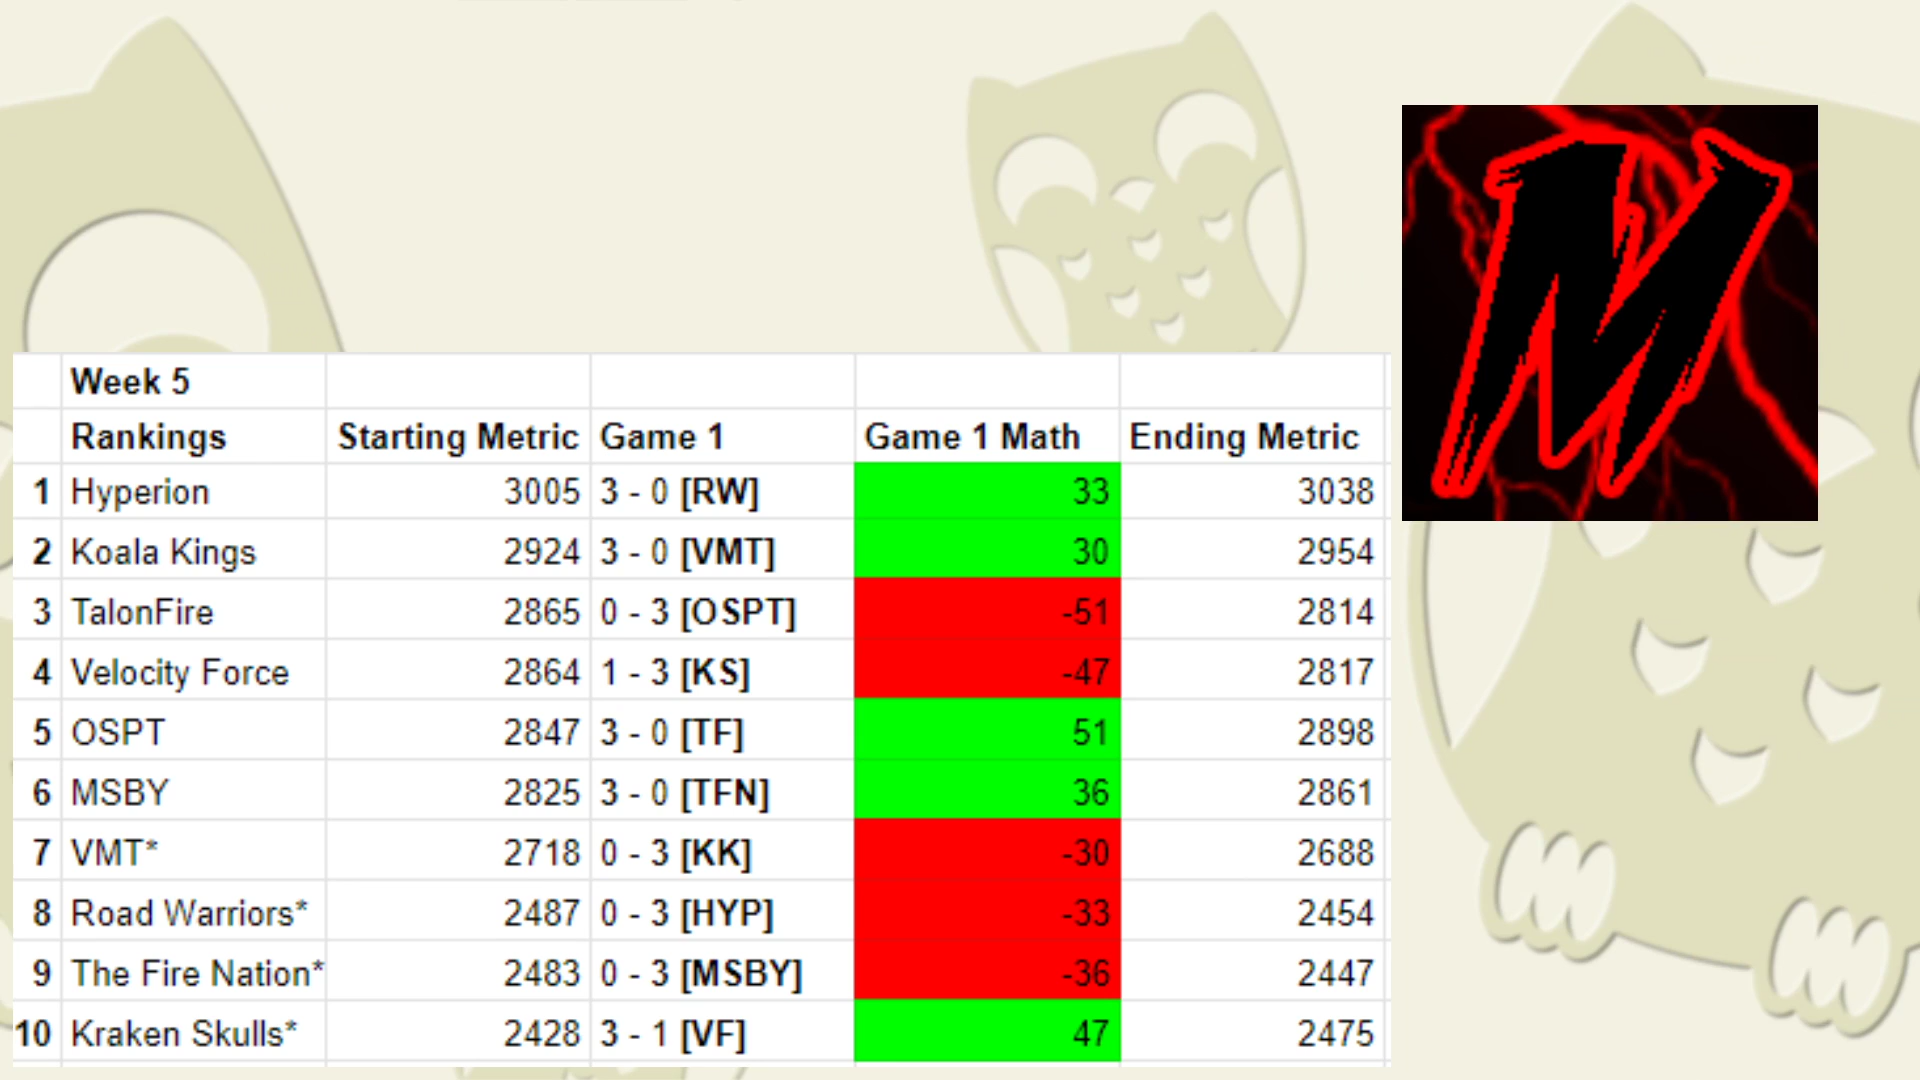 Week 5
Rankings Starting Metric Game 1 Game 1 Math Ending Metric
1 Hyperion 3005 3 - 0 [RW] 33 3038
2 Koala Kings 2924 3 - 0 [VMT] 30 2954
3 TalonFire 2865 0 - 3 [OSPT] -51 2814
4 Velocity Force 2864 1 - 3 [KS] -47 2817
5 OSPT 2847 3 - 0 [TF] 51 2898
6 MSBY 2825 3 - 0 [TFN] 36 2861
7 VMT* 2718 0 - 3 [KK] -30 2688
8 Road Warriors* 2487 0 - 3 [HYP] -33 2454
9 The Fire Nation* 2483 0 - 3 [MSBY] -36 2447
10 Kraken Skulls* 2428 3 - 1 [VF] 47 2475
M